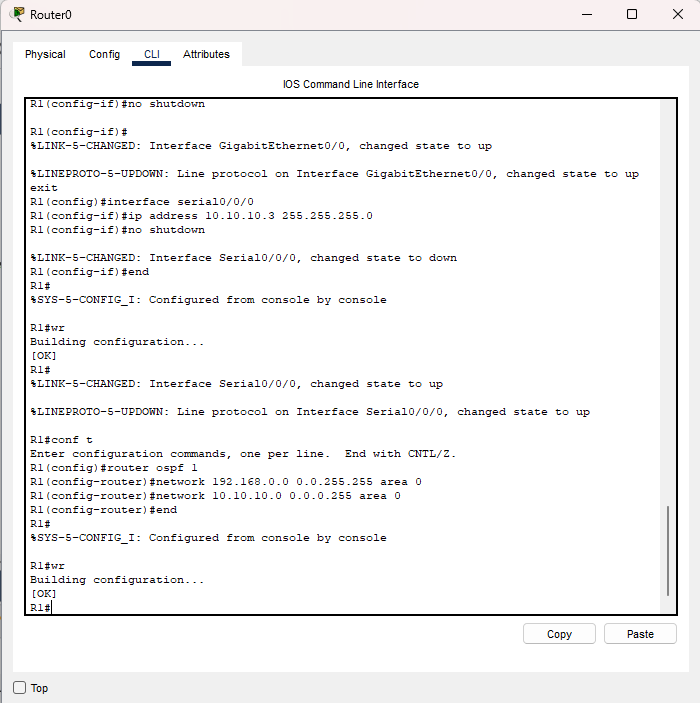 Router0
Physical Config CLI Attributes
IOS Command Line Interface
R1(config-if)#no shutdown
R1(config-if)#
%LINK-5-CHANGED: Interface GigabitEthernet0/0, changed state to up
%LINEPROTO-5-UPDOWN: Line protocol on Interface GigabitEthernet0/0, changed state to up
exit
R1(config)#interface serial0/0/0
R1(config-if)#ip address 10.10.10.3 255.255.255.0
R1(config-if)#no shutdown
%LINK-5-CHANGED: Interface Serial0/0/0, changed state to down
R1(config-if)#end
R1#
%SYS-5-CONFIG_I: Configured from console by console
R1#wr
Building configuration...
[OK]
R1#
%LINK-5-CHANGED: Interface Serial0/0/0, changed state to up
%LINEPROTO-5-UPDOWN: Line protocol on Interface Serial0/0/0, changed state to up
R1#conf t
Enter configuration commands, one per line.  End with CNTL/Z.
R1(config)#router ospf 1
R1(config-router)#network 192.168.0.0 0.0.255.255 area 0
R1(config-router)#network 10.10.10.0 0.0.0.255 area 0
R1(config-router)#end
R1#
%SYS-5-CONFIG_I: Configured from console by console
R1#wr
Building configuration...
[OK]
R1#
Copy Paste
Top